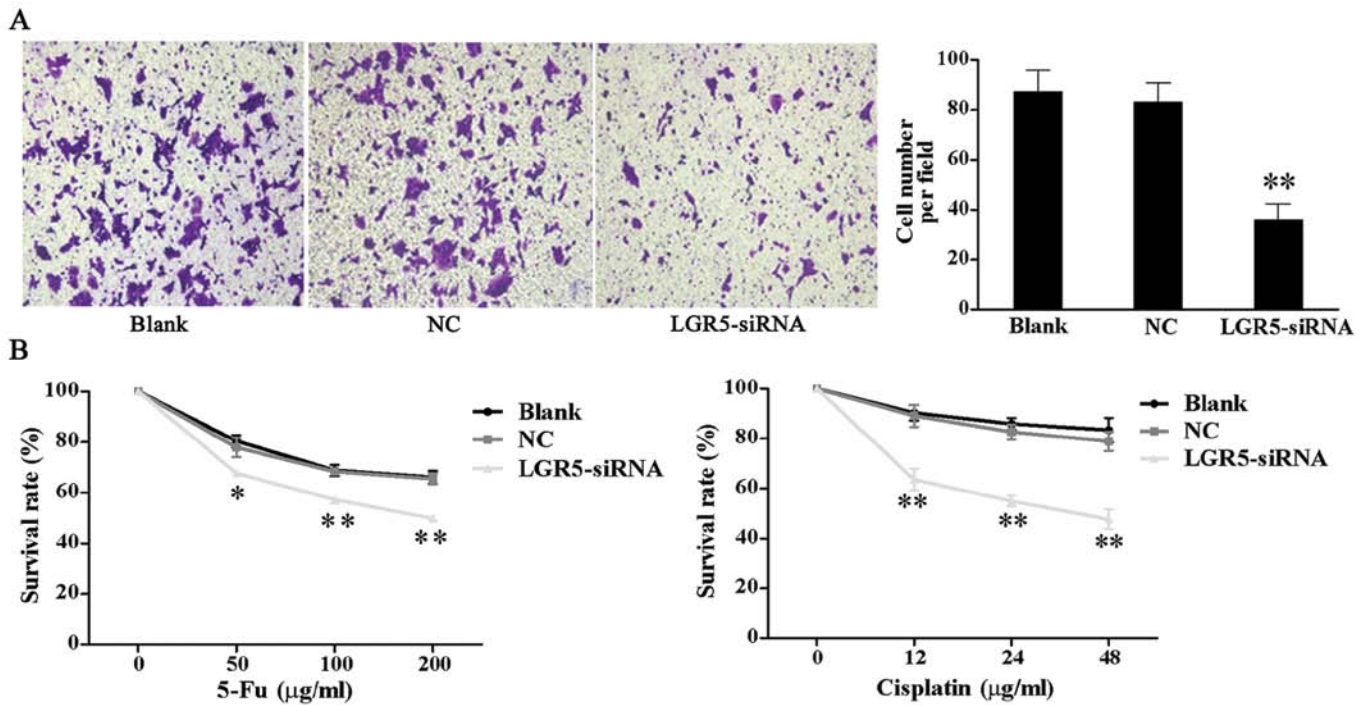 A
Blank
NC
LGR5-siRNA
Cell number
per field
100
80
60
40
20
0
**
Blank
NC
LGR5-siRNA
B
Survival rate (%)
100
80
60
40
20
0
*
**
**
Blank
NC
LGR5-siRNA
0
50
100
200
5-Fu (μg/ml)
Survival rate (%)
100
80
60
40
20
0
**
**
**
Blank
NC
LGR5-siRNA
0
12
24
48
Cisplatin (μg/ml)